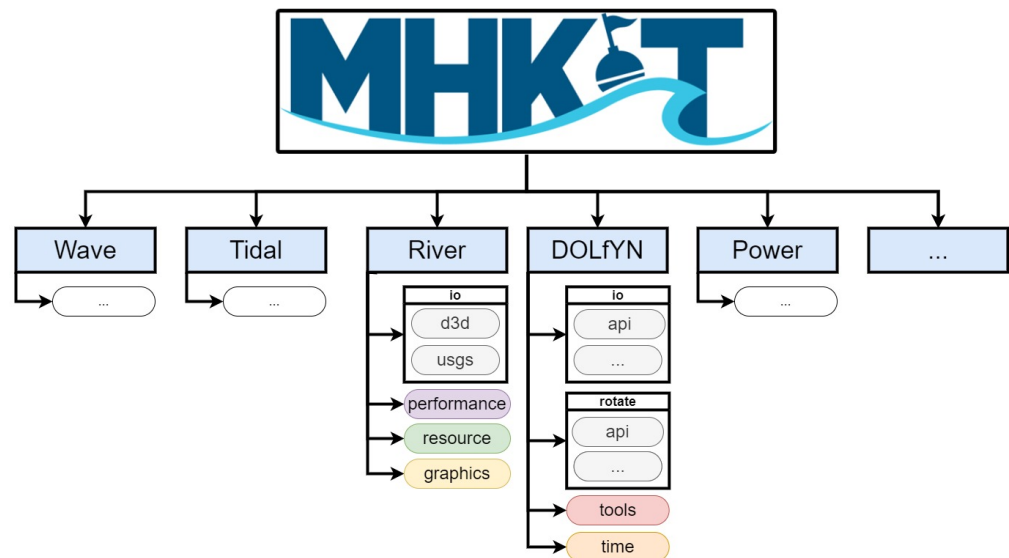 MHKiT
Wave
Tidal
River
DOLfYN
Power
...
...
...
io
d3d
usgs
performance
resource
graphics
io
api
...
rotate
api
...
tools
time
...